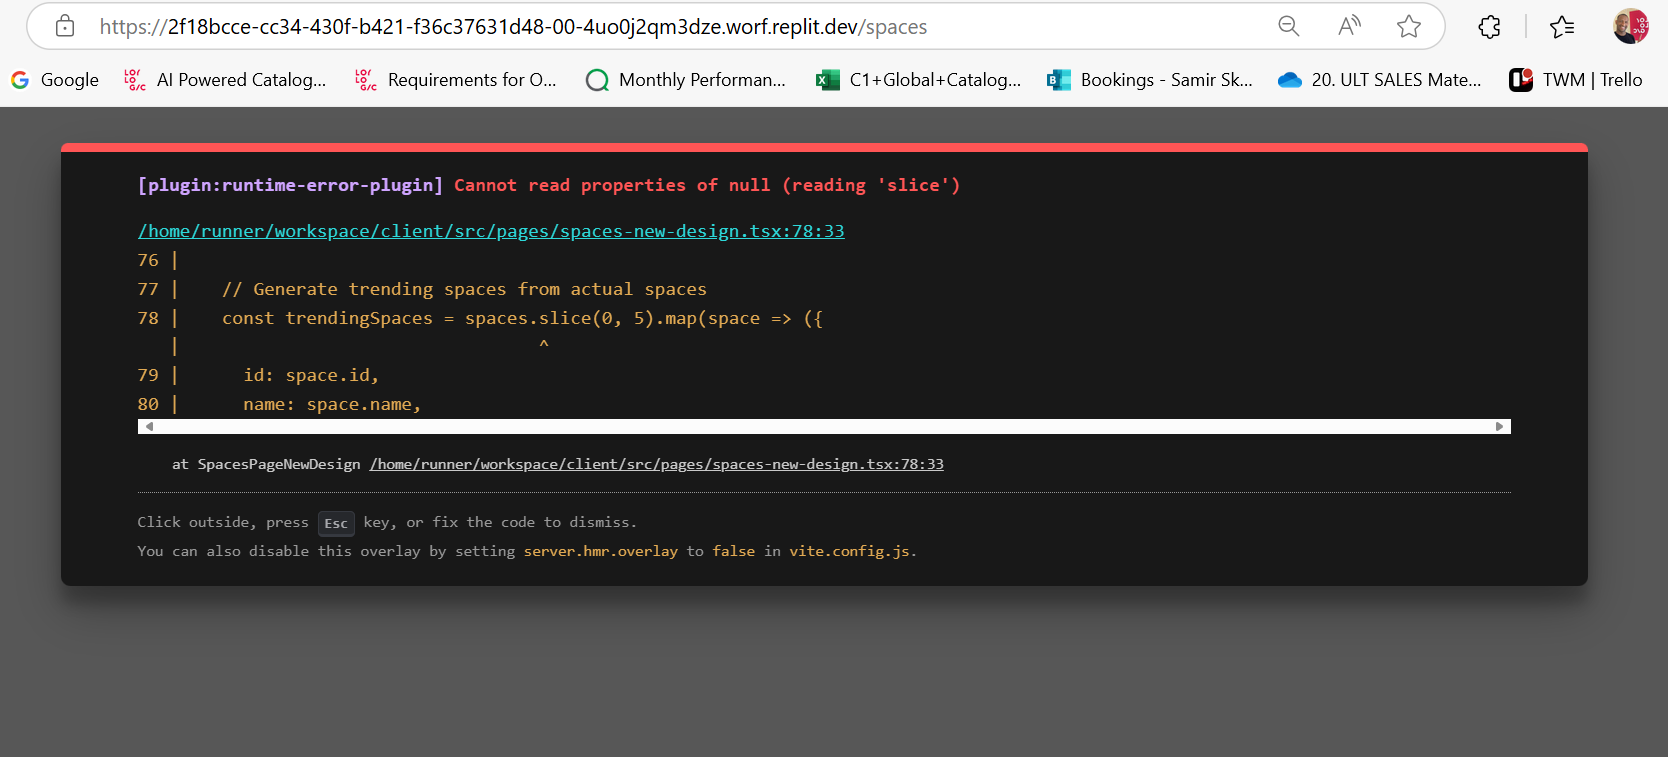 https://2f18bcce-cc34-430f-b421-f36c37631d48-00-4uo0j2qm3dze.worf.replit.dev/spaces
Google AI Powered Catalog... Requirements for O... Monthly Performan... C1+Global+Catalog... Bookings - Samir Sk... 20. ULT SALES Mate... TWM | Trello
[plugin:runtime-error-plugin] Cannot read properties of null (reading 'slice')
/home/runner/workspace/client/src/pages/spaces-new-design.tsx:78:33
76 |
77 |    // Generate trending spaces from actual spaces
78 |    const trendingSpaces = spaces.slice(0, 5).map(space => ({
   |                                  ^
79 |      id: space.id,
80 |      name: space.name,
at SpacesPageNewDesign /home/runner/workspace/client/src/pages/spaces-new-design.tsx:78:33
Click outside, press Esc key, or fix the code to dismiss.
You can also disable this overlay by setting server.hmr.overlay to false in vite.config.js.